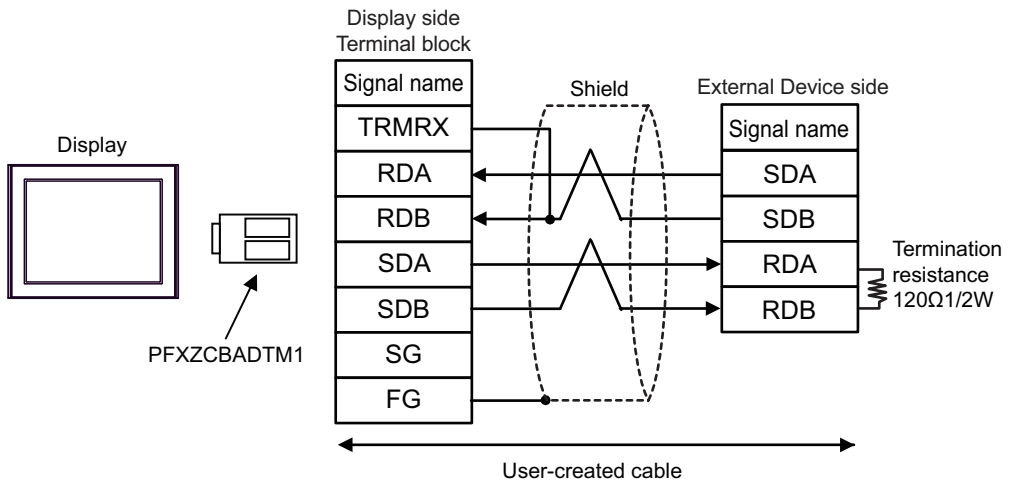 Display side
Terminal block
Signal name
Shield
External Device side
TRMRX
Signal name
Display
RDA
SDA
RDB
SDB
SDA
RDA
Termination
resistance
120Ω1/2W
SDB
RDB
PFXZCBADTM1
SG
FG
User-created cable